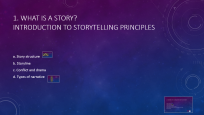 1. WHAT IS A STORY?
INTRODUCTION TO STORYTELLING PRINCIPLES
a. Story structure
b. Storyline
c. Conflict and drama
d. Types of narrative